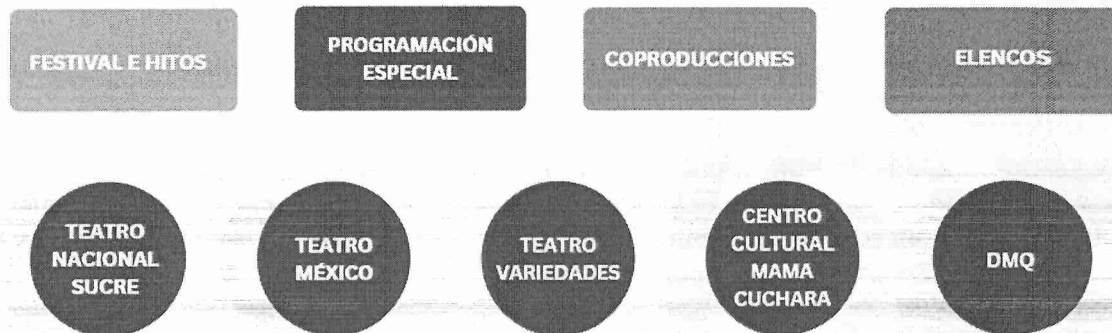 FESTIVAL E HITOS
PROGRAMACIÓN
ESPECIAL
COPRODUCCIONES
ELENCOS
TEATRO
NACIONAL
SUCRE
TEATRO
MÉXICO
TEATRO
VARIEDADES
CENTRO
CULTURAL
MAMA
CUCHARA
DMQ